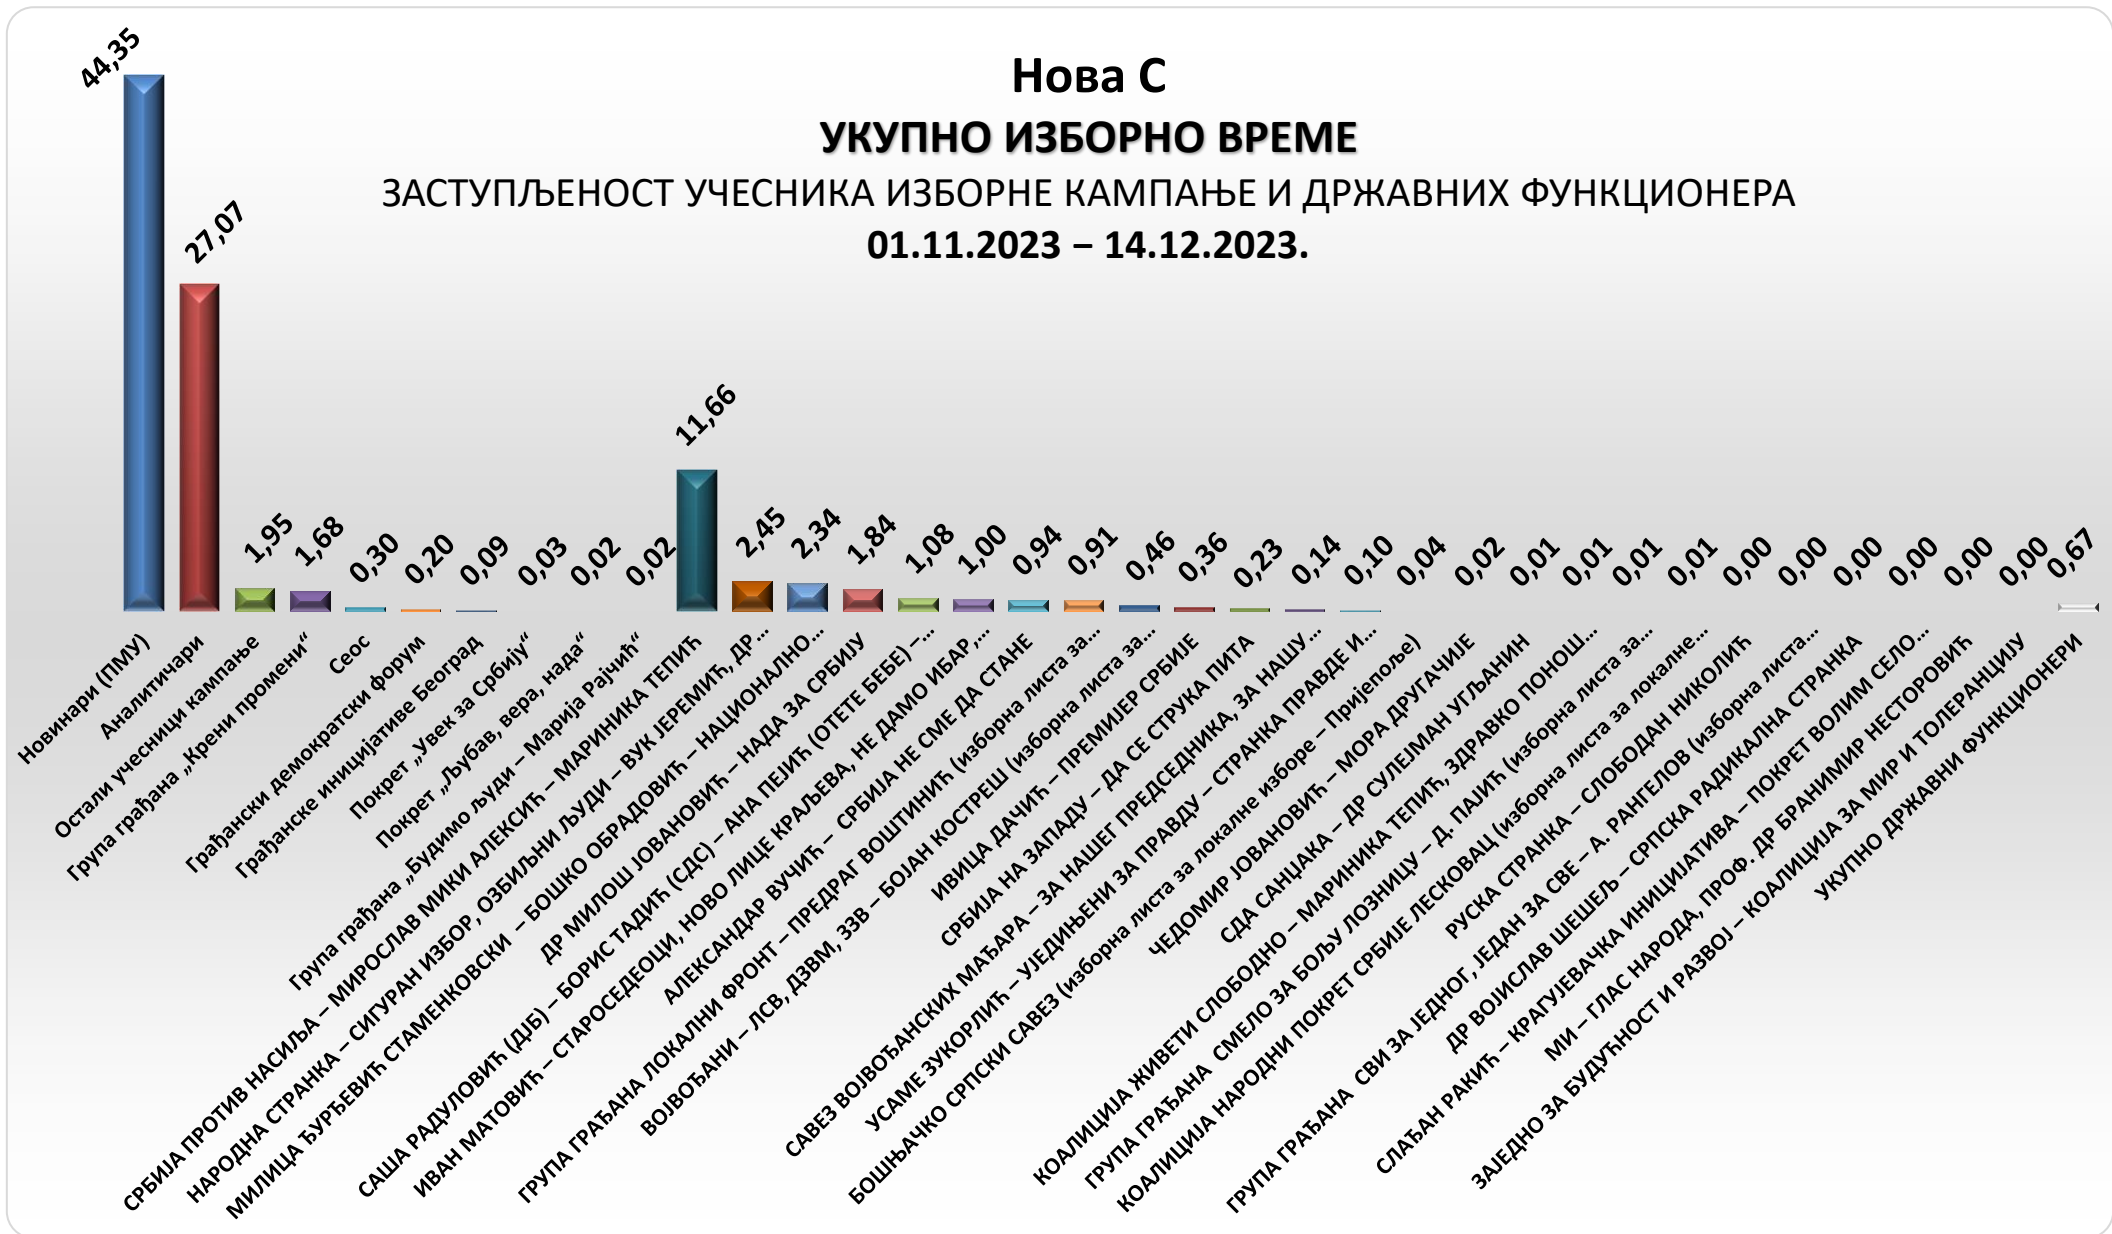 Нова С
УКУПНО ИЗБОРНО ВРЕМЕ
ЗАСТУПЉЕНОСТ УЧЕСНИКА ИЗБОРНЕ КАМПАЊЕ И ДРЖАВНИХ ФУНКЦИОНЕРА
01.11.2023 – 14.12.2023.
44,35
27,07
1,95
1,68
0,30
0,20
0,09
0,03
0,02
0,02
11,66
2,45
2,34
1,84
1,08
1,00
0,94
0,91
0,46
0,36
0,23
0,14
0,10
0,04
0,02
0,01
0,01
0,01
0,01
0,00
0,00
0,00
0,00
0,00
0,00
0,67
Новинари (ПМУ)
Аналитичари
Остали учесници кампање
Група грађана „Крени промени“
Сеос
Грађански демократски форум
Грађанске иницијативе Београд
Покрет „Увек за Србију“
Покрет „Љубав, вера, нада“
Група грађана „Будимо људи – Марија Рајчић“
СРБИЈА ПРОТИВ НАСИЉА – МИРОСЛАВ МИКИ АЛЕКСИЋ – МАРИНИКА ТЕПИЋ
НАРОДНА СТРАНКА – СИГУРАН ИЗБОР, ОЗБИЉНИ ЉУДИ – ВУК ЈЕРЕМИЋ, ДР…
МИЛИЦА ЂУРЂЕВИЋ СТАМЕНКОВСКИ – БОШКО ОБРАДОВИЋ – НАЦИОНАЛНО…
ДР МИЛОШ ЈОВАНОВИЋ – НАДА ЗА СРБИЈУ
САША РАДУЛОВИЋ (ДЈБ) – БОРИС ТАДИЋ (СДС) – АНА ПЕЈИЋ (ОТЕТЕ БЕБЕ) –…
ИВАН МАТОВИЋ – СТАРОСЕДЕОЦИ, НОВО ЛИЦЕ КРАЉЕВА, НЕ ДАМО ИБАР,…
АЛЕКСАНДАР ВУЧИЋ – СРБИЈА НЕ СМЕ ДА СТАНЕ
ГРУПА ГРАЂАНА ЛОКАЛНИ ФРОНТ – ПРЕДРАГ ВОШТИНИЋ (изборна листа за…
ВОЈВОЂАНИ – ЛСВ, ДЗВМ, ЗЗВ – БОЈАН КОСТРЕШ (изборна листа за…
ИВИЦА ДАЧИЋ – ПРЕМИЈЕР СРБИЈЕ
СРБИЈА НА ЗАПАДУ – ДА СЕ СТРУКА ПИТА
САВЕЗ ВОЈВОЂАНСКИХ МАЂАРА – ЗА НАШЕГ ПРЕДСЕДНИКА, ЗА НАШУ…
УСАМЕ ЗУКОРЛИЋ – УЈЕДИЊЕНИ ЗА ПРАВДУ – СТРАНКА ПРАВДЕ И…
БОШЊАЧКО СРПСКИ САВЕЗ (изборна листа за локалне изборе – Пријепоље)
ЧЕДОМИР ЈОВАНОВИЋ – МОРА ДРУГАЧИЈЕ
СДА САНЏАКА – ДР СУЛЕЈМАН УГЉАНИН
КОАЛИЦИЈА ЖИВЕТИ СЛОБОДНО – МАРИНИКА ТЕПИЋ, ЗДРАВКО ПОНОШ…
ГРУПА ГРАЂАНА  СМЕЛО ЗА БОЉУ ЛОЗНИЦУ – Д. ПАЈИЋ (изборна листа за…
КОАЛИЦИЈА НАРОДНИ ПОКРЕТ СРБИЈЕ ЛЕСКОВАЦ (изборна листа за локалне…
РУСКА СТРАНКА – СЛОБОДАН НИКОЛИЋ
ГРУПА ГРАЂАНА  СВИ ЗА ЈЕДНОГ, ЈЕДАН ЗА СВЕ – А. РАНГЕЛОВ (изборна листа…
ДР ВОЈИСЛАВ ШЕШЕЉ – СРПСКА РАДИКАЛНА СТРАНКА
СЛАЂАН РАКИЋ – КРАГУЈЕВАЧКА ИНИЦИЈАТИВА – ПОКРЕТ ВОЛИМ СЕЛО…
МИ – ГЛАС НАРОДА, ПРОФ. ДР БРАНИМИР НЕСТОРОВИЋ
ЗАЈЕДНО ЗА БУДУЋНОСТ И РАЗВОЈ – КОАЛИЦИЈА ЗА МИР И ТОЛЕРАНЦИЈУ
УКУПНО ДРЖАВНИ ФУНКЦИОНЕРИ